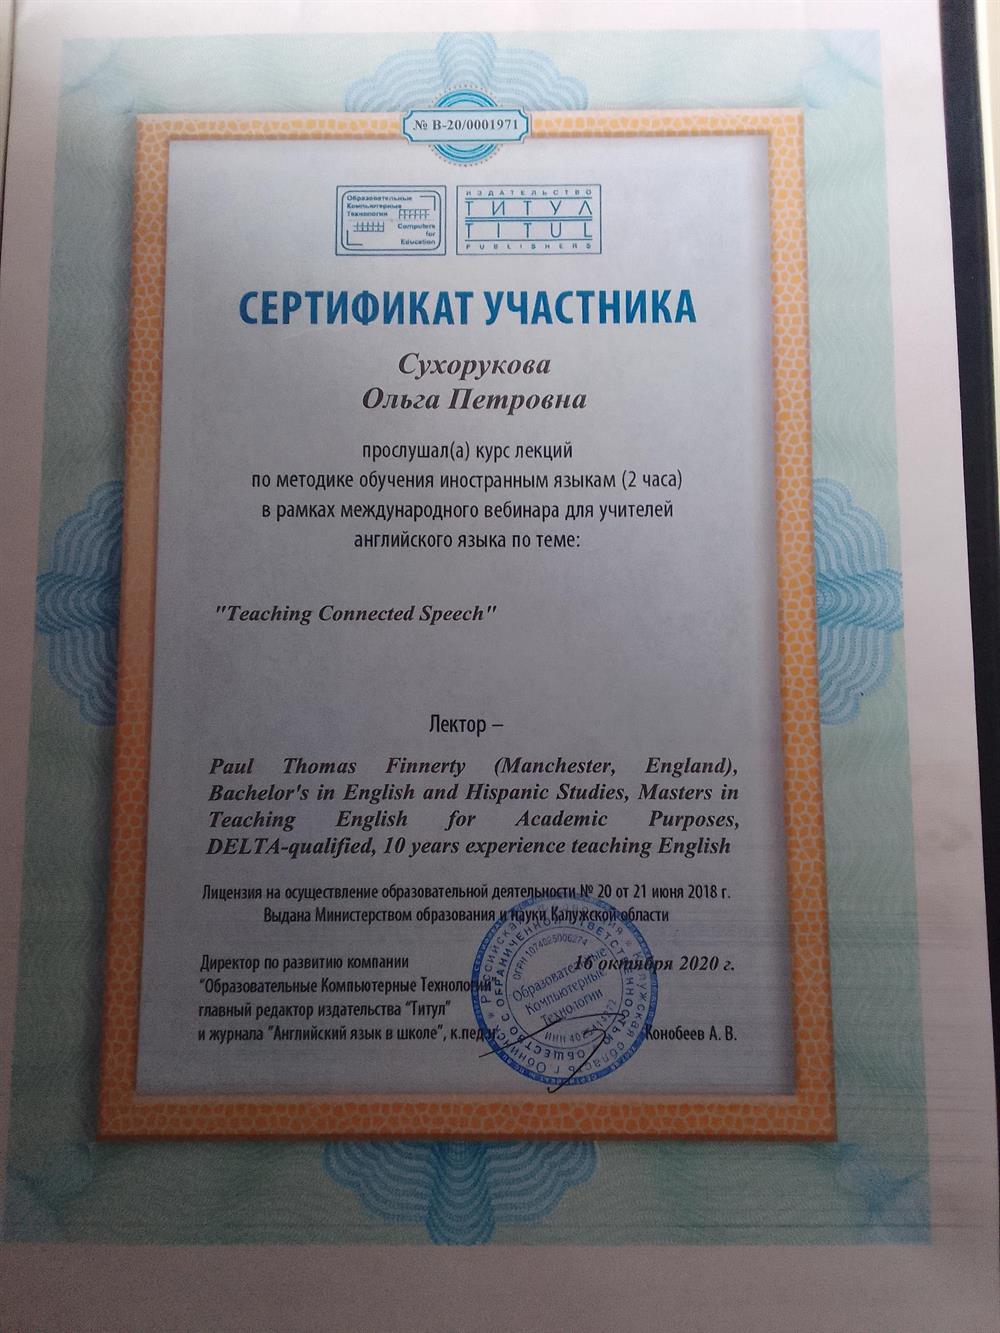 № В-20/0001971
Образовательные
Компьютерные
Технологии
Computers
for
Education
ИЗДАТЕЛЬСТВО
ТИТУЛ
TITUL
PUBLISHERS
СЕРТИФИКАТ УЧАСТНИКА
Сухорукова
Ольга Петровна
прослушал(а) курс лекций
по методике обучения иностранным языкам (2 часа)
в рамках международного вебинара для учителей
английского языка по теме:
"Teaching Connected Speech"
Лектор –
Paul Thomas Finnerty (Manchester, England),
Bachelor's in English and Hispanic Studies, Masters in
Teaching English for Academic Purposes,
DELTA-qualified, 10 years experience teaching English
Лицензия на осуществление образовательной деятельности № 20 от 21 июня 2018 г.
Выдана Министерством образования и науки Калужской области
16 октября 2020 г.
Директор по развитию компании
"Образовательные Компьютерные Технологии",
главный редактор издательства "Титул"
и журнала "Английский язык в школе", к.пед.н.
Конобеев А. В.
ОГРН 1074025006274
Образовательные
Компьютерные
Технологии